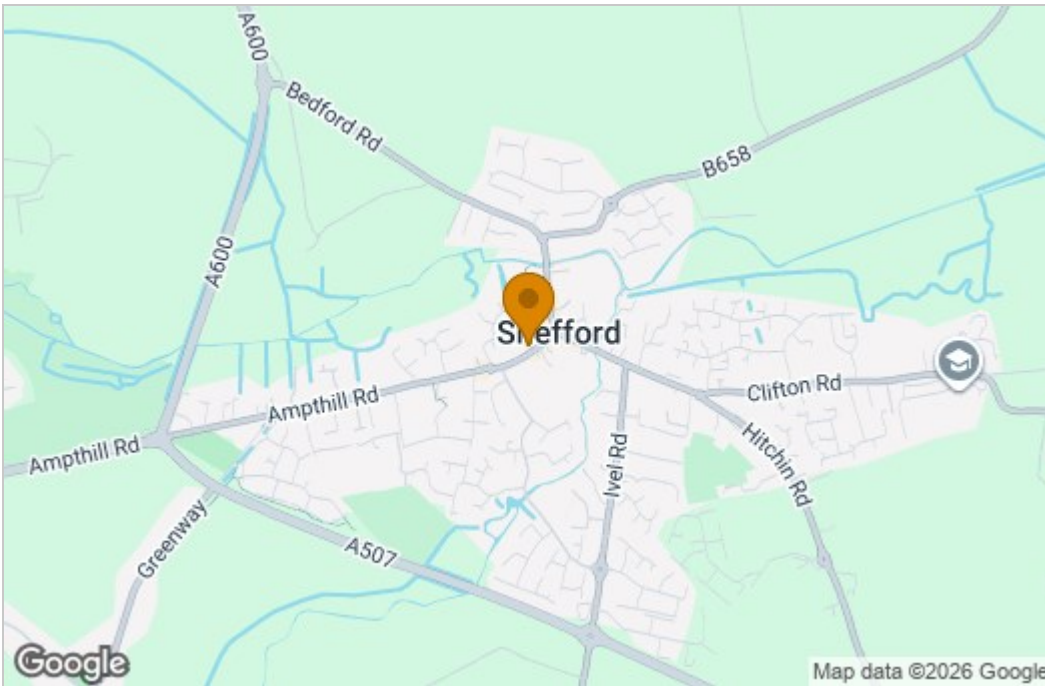 A600
Bedford Rd
B658
A600
Shefford
Clifton Rd
Ampthill Rd
Ampthill Rd
Hitchin Rd
Ivel Rd
Greenway
A507
Google
Map data ©2026 Google